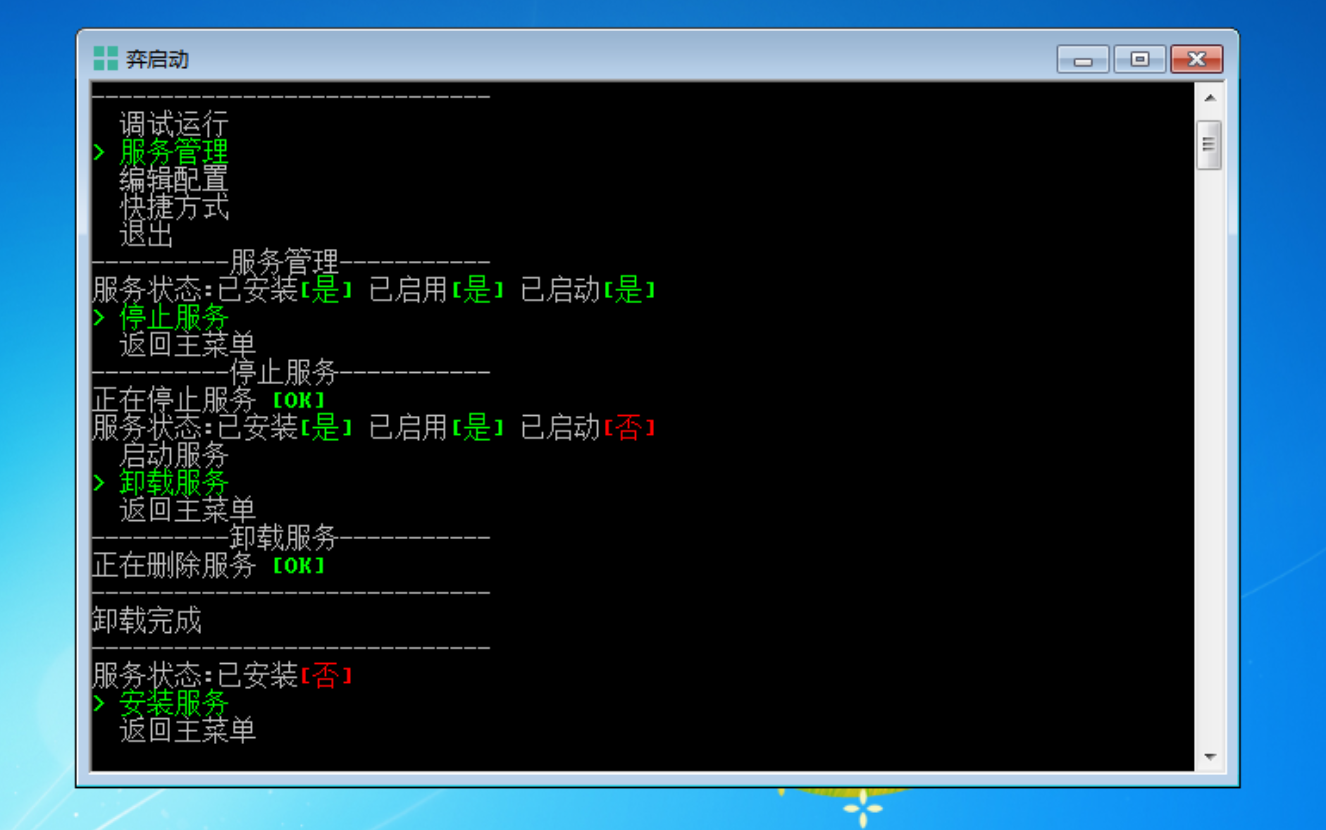 弈启动
-----------------------------
调试运行
> 服务管理
编辑配置
快捷方式
退出
----------服务管理-----------
服务状态:已安装[是] 已启用[是] 已启动[是]
> 停止服务
返回主菜单
----------停止服务-----------
正在停止服务 [OK]
服务状态:已安装[是] 已启用[是] 已启动[否]
启动服务
> 卸载服务
返回主菜单
----------卸载服务-----------
正在删除服务 [OK]
-----------------------------
卸载完成
-----------------------------
服务状态:已安装[否]
> 安装服务
返回主菜单